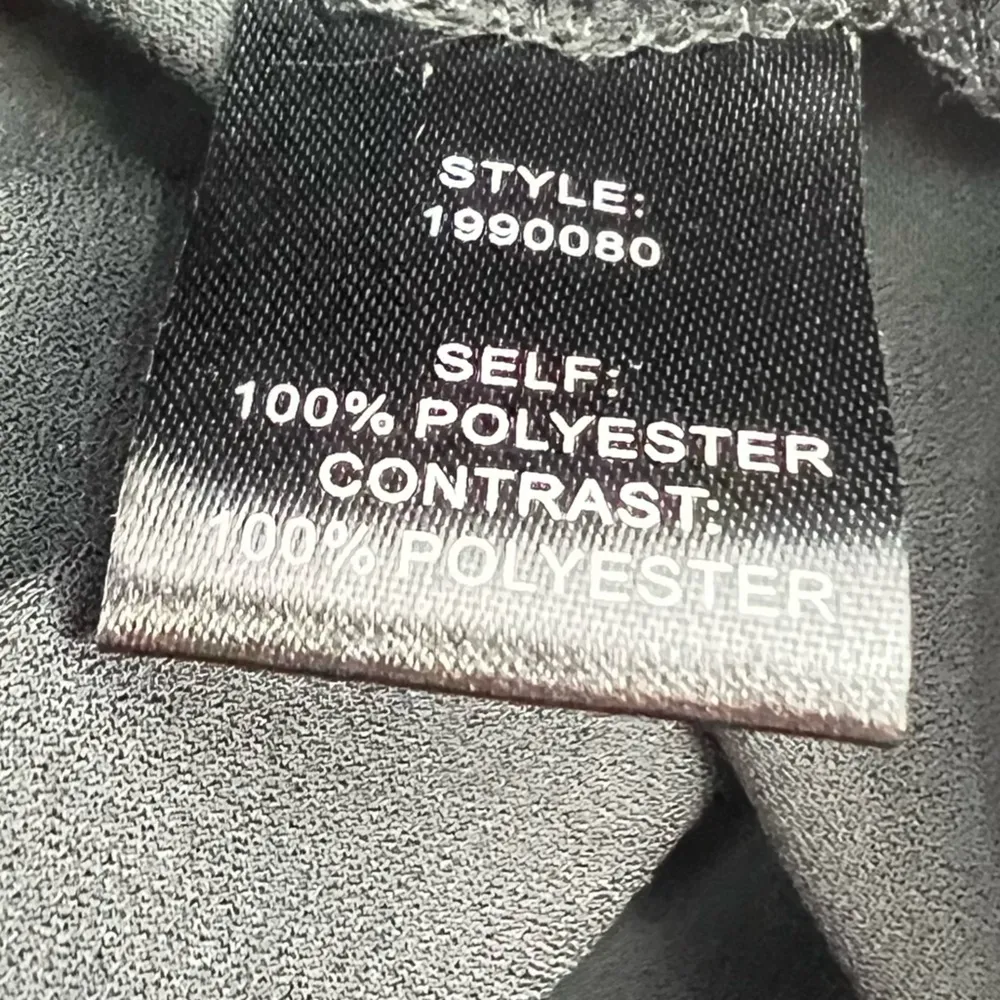 STYLE:
1990080
SELF:
100% POLYESTER
CONTRAST:
100% POLYESTER